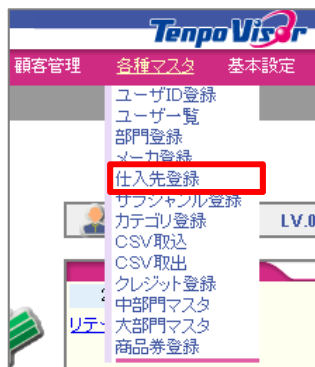 Tenpo Visor
顧客管理 各種マスタ 基本設定
ユーザID登録
ユーザ一覧
部門登録
メーカ登録
仕入先登録
サブジャンル登録
カテゴリ登録
LV.0
CSV取込
CSV取出
クレジット登録
中部門マスタ
大部門マスタ
リテ
商品券登録